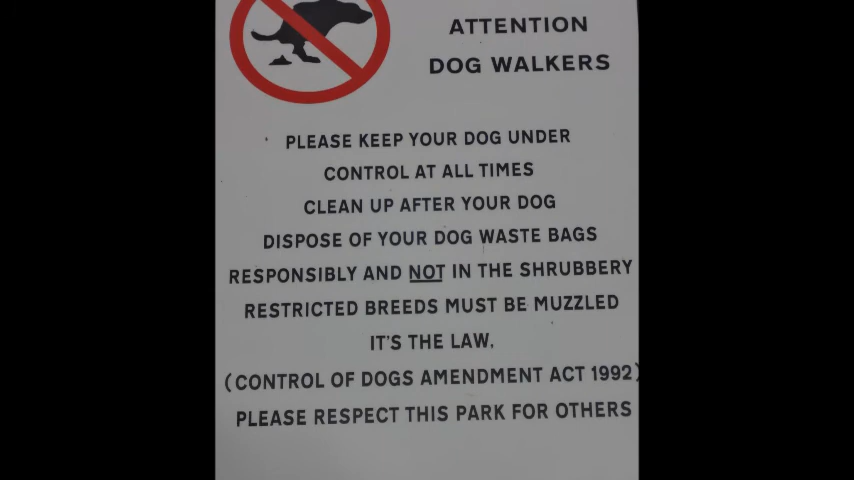 ATTENTION
DOG WALKERS
PLEASE KEEP YOUR DOG UNDER
CONTROL AT ALL TIMES
CLEAN UP AFTER YOUR DOG
DISPOSE OF YOUR DOG WASTE BAGS
RESPONSIBLY AND NOT IN THE SHRUBBERY
RESTRICTED BREEDS MUST BE MUZZLED
IT'S THE LAW.
(CONTROL OF DOGS AMENDMENT ACT 1992)
PLEASE RESPECT THIS PARK FOR OTHERS